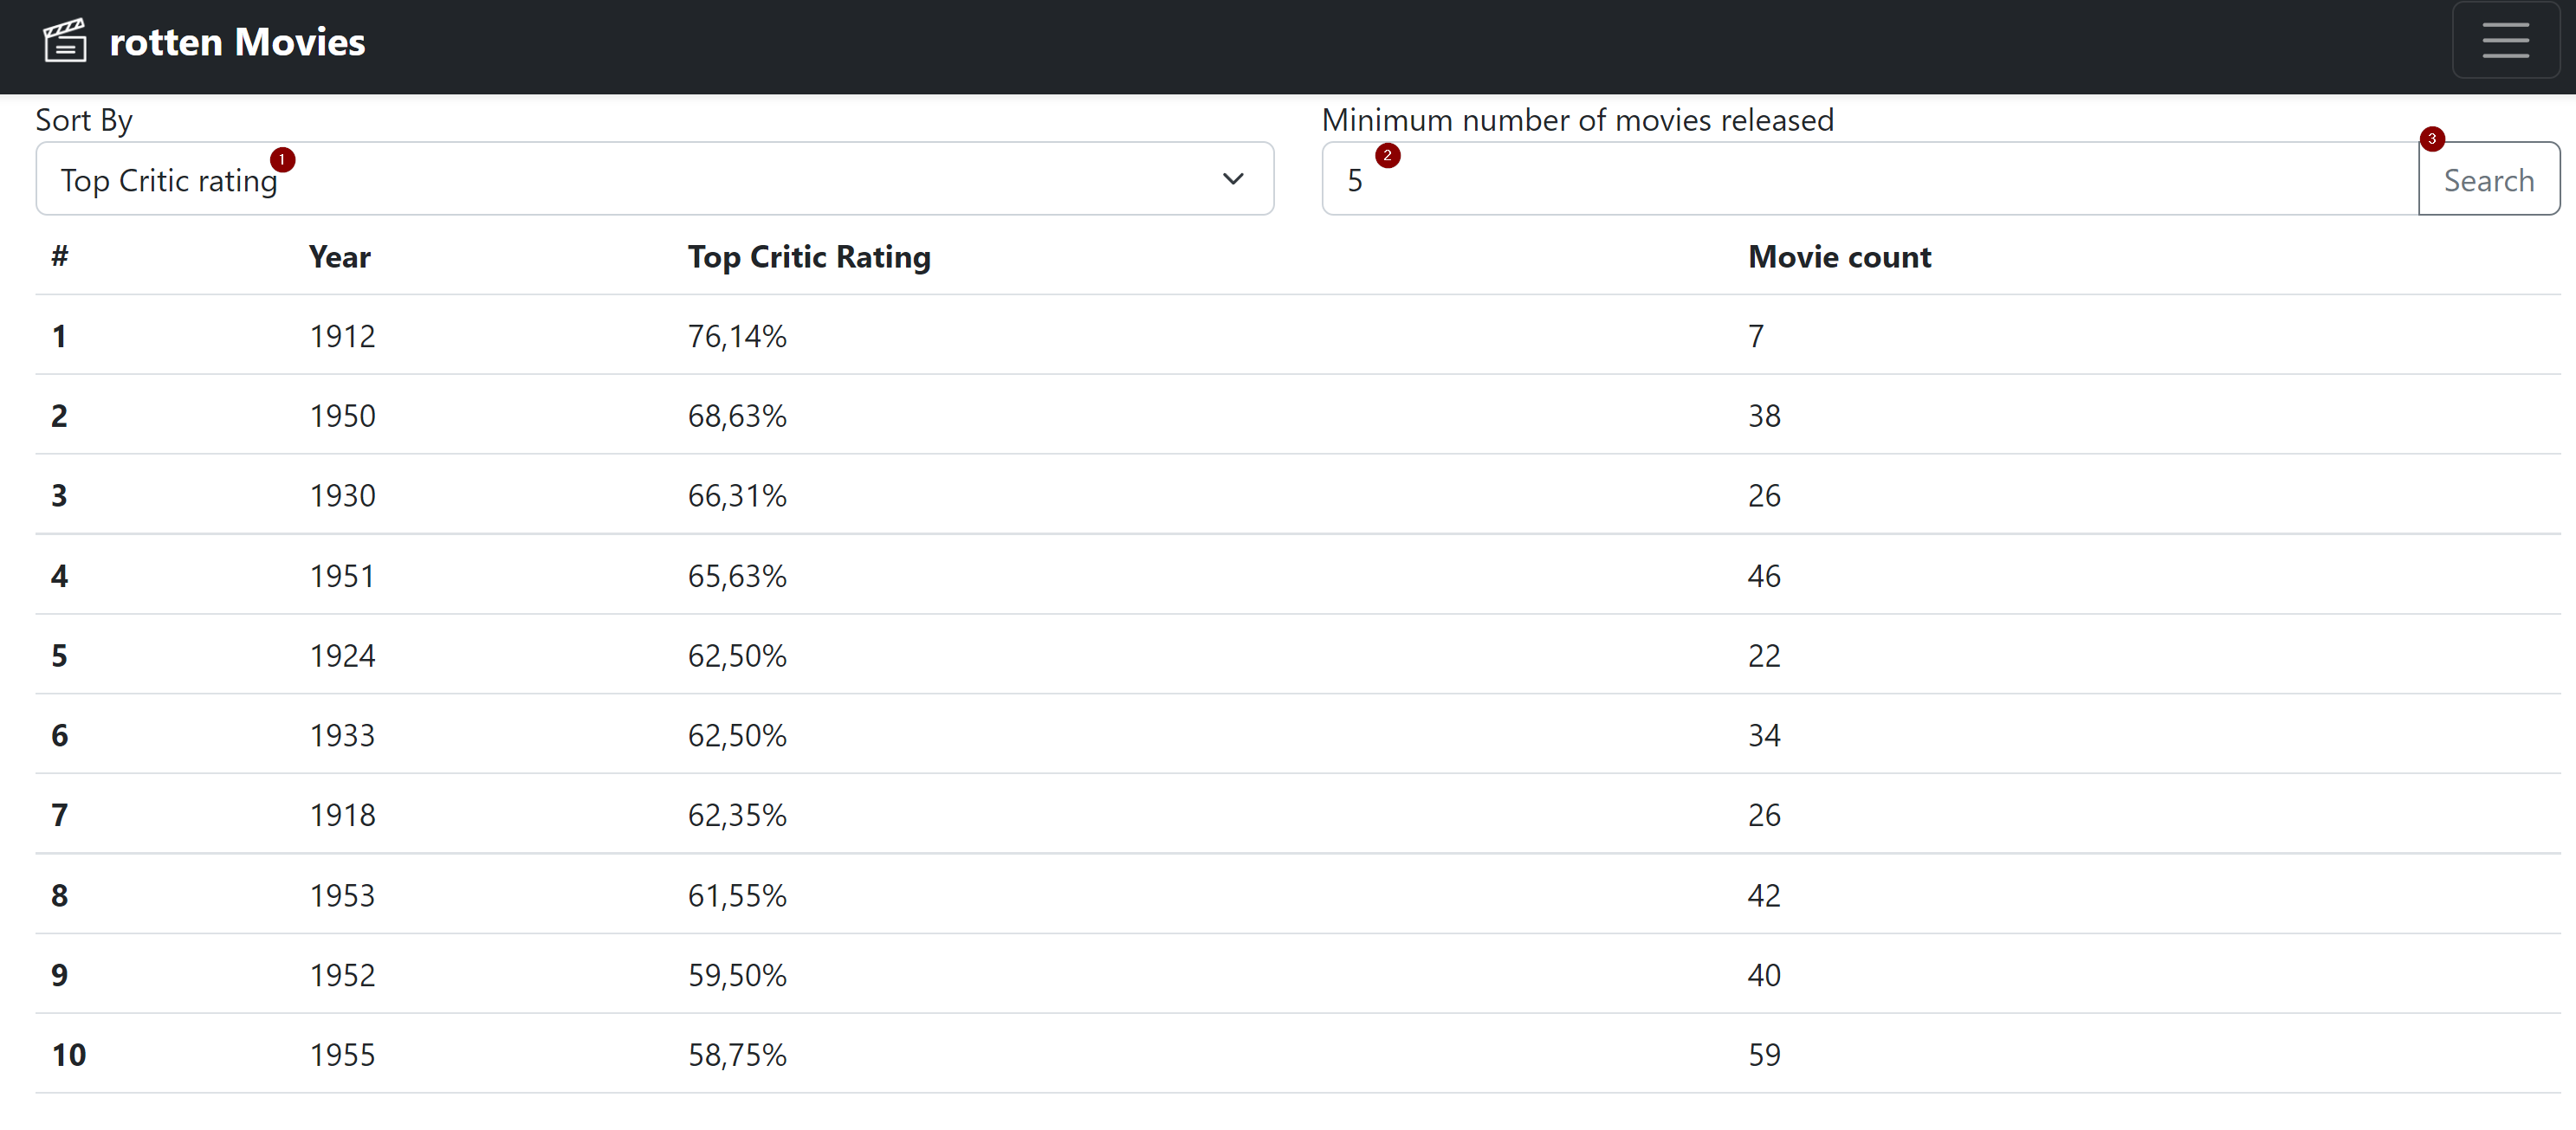 rotten Movies
Sort By
Minimum number of movies released
Top Critic rating 1
5 2
3
Search
# Year Top Critic Rating Movie count
1 1912 76,14% 7
2 1950 68,63% 38
3 1930 66,31% 26
4 1951 65,63% 46
5 1924 62,50% 22
6 1933 62,50% 34
7 1918 62,35% 26
8 1953 61,55% 42
9 1952 59,50% 40
10 1955 58,75% 59